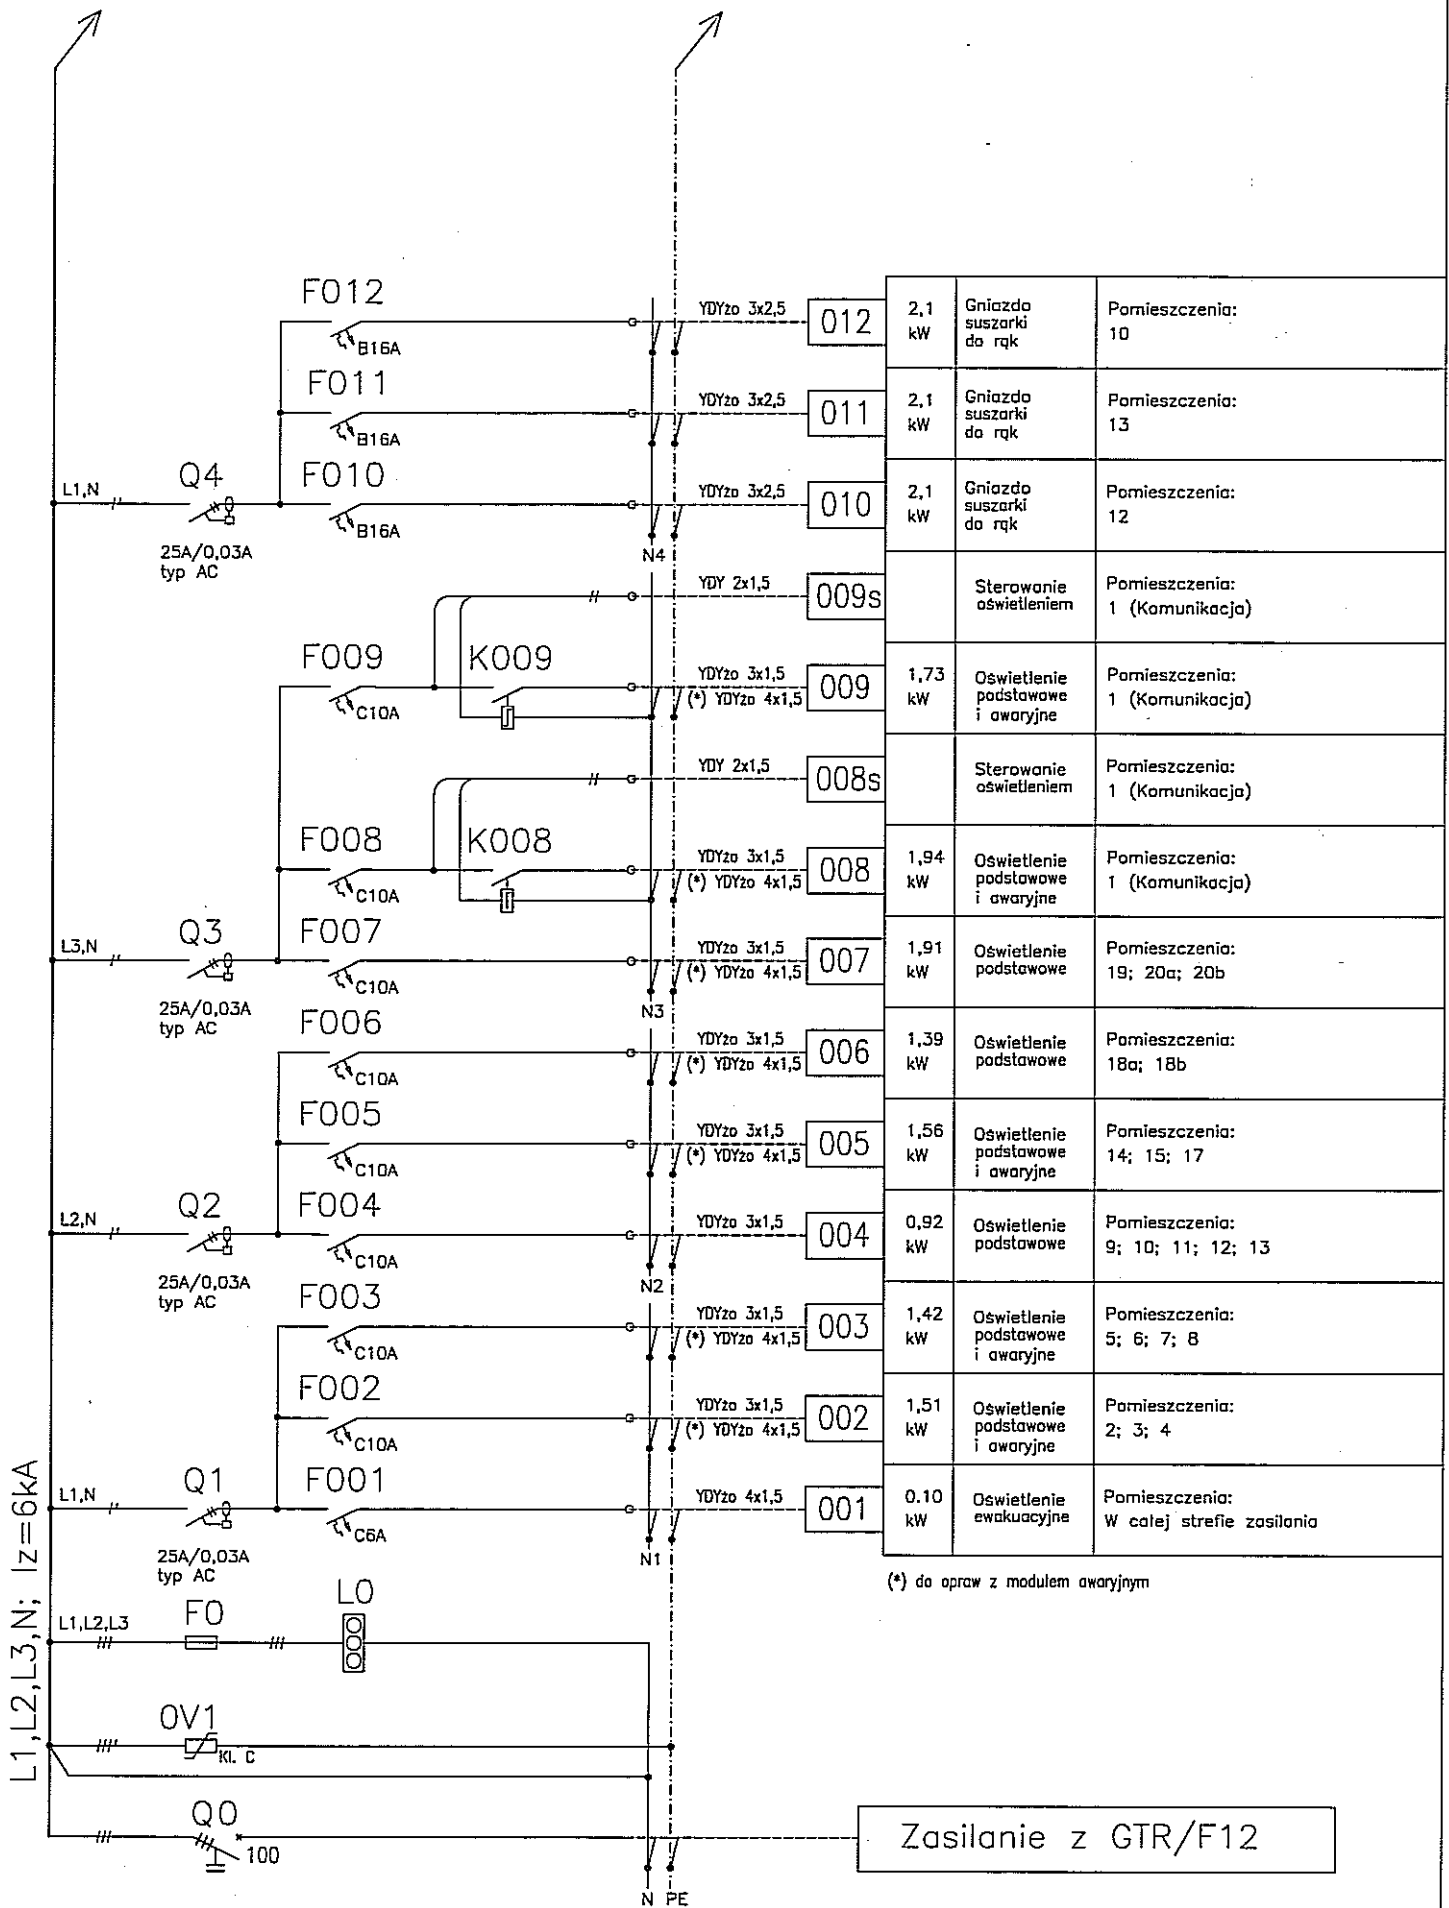 F012
B16A
YDYżo 3x2,5
012
2,1
kW
Gniazdo
suszarki
do rąk
Pomieszczenia:
10
F011
B16A
YDYżo 3x2,5
011
2,1
kW
Gniazdo
suszarki
do rąk
Pomieszczenia:
13
L1,N
Q4
25A/0,03A
typ AC
F010
B16A
YDYżo 3x2,5
N4
010
2,1
kW
Gniazdo
suszarki
do rąk
Pomieszczenia:
12
YDY 2x1,5
009s
Sterowanie
oświetleniem
Pomieszczenia:
1 (Komunikacja)
F009
C10A
K009
YDYżo 3x1,5
(*) YDYżo 4x1,5
009
1,73
kW
Oświetlenie
podstawowe
i awaryjne
Pomieszczenia:
1 (Komunikacja)
YDY 2x1,5
008s
Sterowanie
oświetleniem
Pomieszczenia:
1 (Komunikacja)
F008
C10A
K008
YDYżo 3x1,5
(*) YDYżo 4x1,5
008
1,94
kW
Oświetlenie
podstawowe
i awaryjne
Pomieszczenia:
1 (Komunikacja)
L3,N
Q3
25A/0,03A
typ AC
F007
C10A
YDYżo 3x1,5
(*) YDYżo 4x1,5
N3
007
1,91
kW
Oświetlenie
podstawowe
Pomieszczenia:
19; 20a; 20b
F006
C10A
YDYżo 3x1,5
(*) YDYżo 4x1,5
006
1,39
kW
Oświetlenie
podstawowe
Pomieszczenia:
18a; 18b
F005
C10A
YDYżo 3x1,5
(*) YDYżo 4x1,5
005
1,56
kW
Oświetlenie
podstawowe
i awaryjne
Pomieszczenia:
14; 15; 17
L2,N
Q2
25A/0,03A
typ AC
F004
C10A
YDYżo 3x1,5
N2
004
0,92
kW
Oświetlenie
podstawowe
Pomieszczenia:
9; 10; 11; 12; 13
F003
C10A
YDYżo 3x1,5
(*) YDYżo 4x1,5
003
1,42
kW
Oświetlenie
podstawowe
i awaryjne
Pomieszczenia:
5; 6; 7; 8
F002
C10A
YDYżo 3x1,5
(*) YDYżo 4x1,5
002
1,51
kW
Oświetlenie
podstawowe
i awaryjne
Pomieszczenia:
2; 3; 4
L1,N
Q1
25A/0,03A
typ AC
F001
C6A
YDYżo 4x1,5
N1
001
0.10
kW
Oświetlenie
ewakuacyjne
Pomieszczenia:
W całej strefie zasilania
(*) do opraw z modułem awaryjnym
L1,L2,L3,N; Iz=6kA
L1,L2,L3
F0
L0
OV1
Kl. C
Q0
100
N PE
Zasilanie z GTR/F12